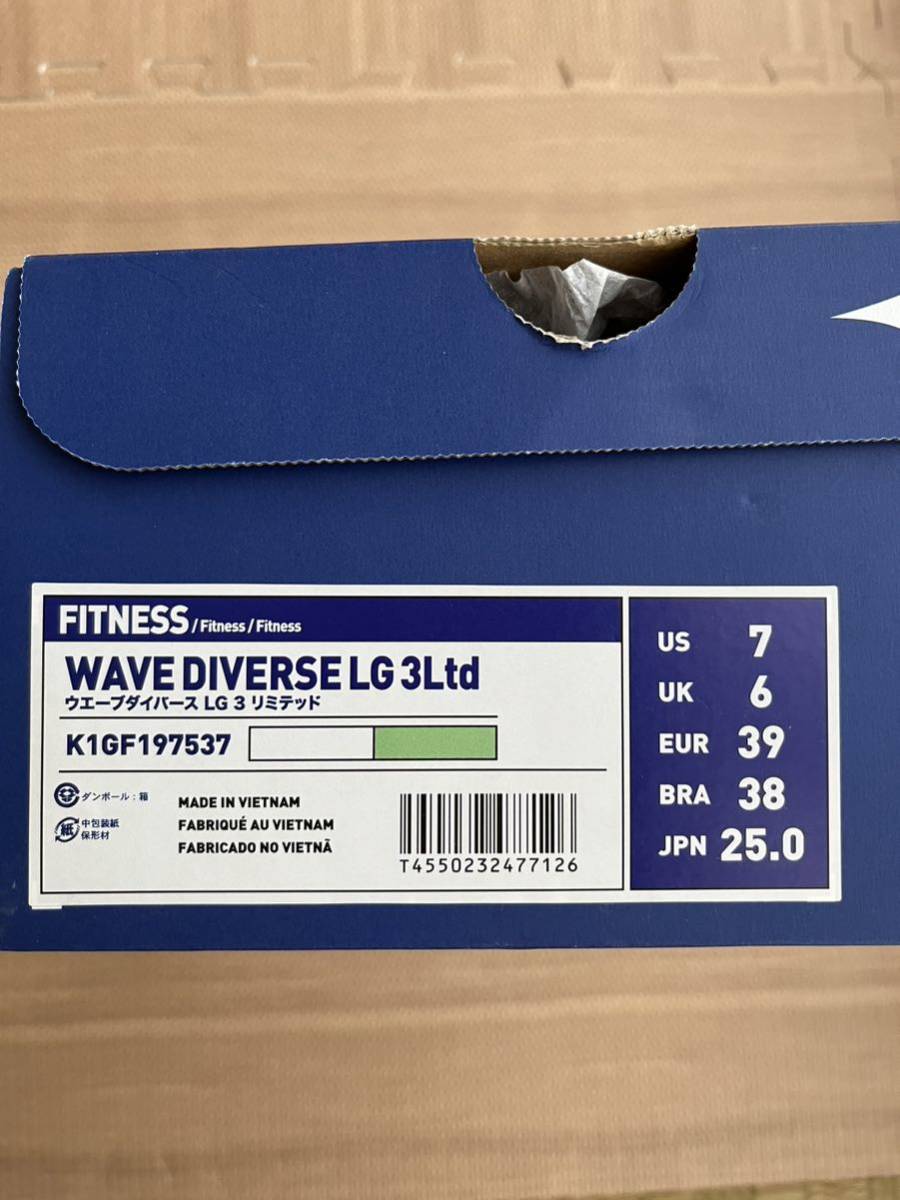 FITNESS / Fitness / Fitness
WAVE DIVERSE LG 3Ltd
ウエーブダイバース LG 3 リミテッド
K1GF197537
ダンボール：箱
紙 中包装紙
保形材
MADE IN VIETNAM
FABRIQUÉ AU VIETNAM
FABRICADO NO VIETNÃ
T4550232477126
US 7
UK 6
EUR 39
BRA 38
JPN 25.0